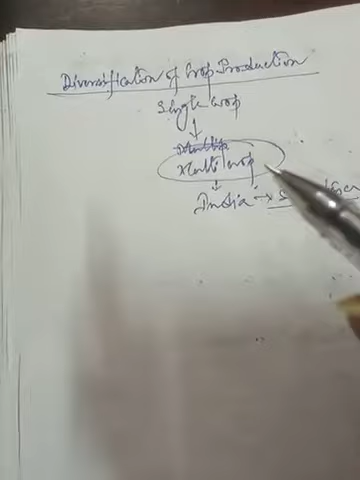 Diversification of Crop Production
Single crop
Multi crop
India →